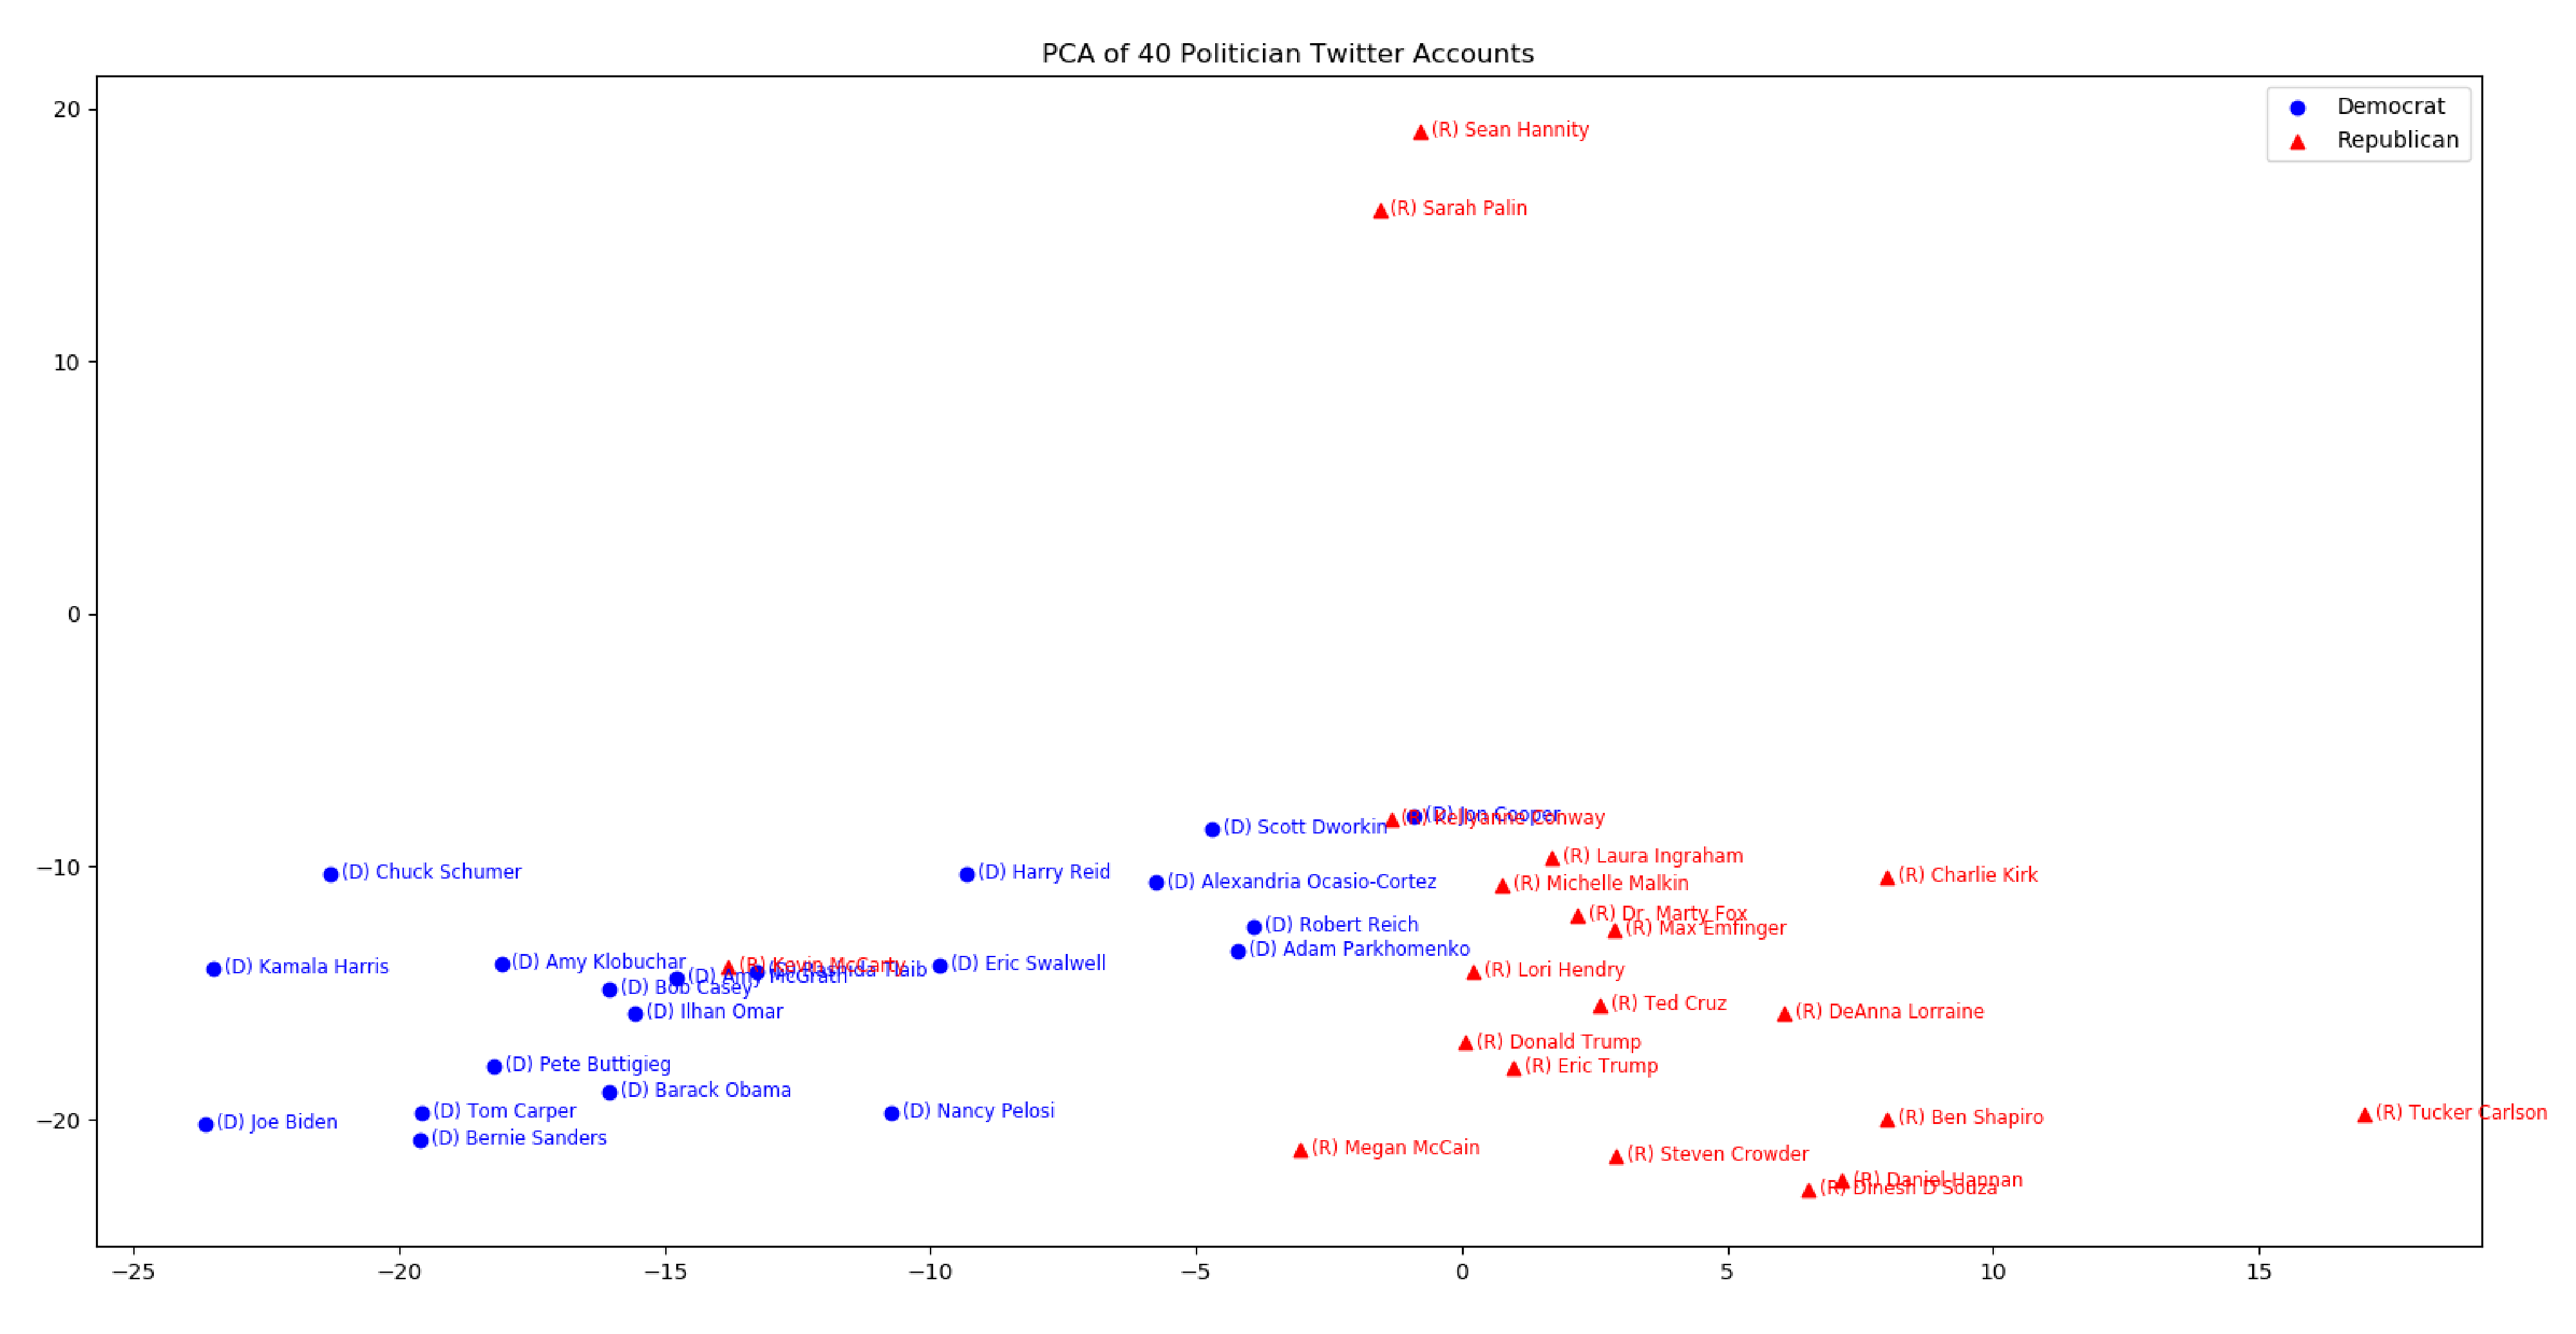 PCA of 40 Politician Twitter Accounts
Democrat
Republican
20
10
0
−10
−20
(R) Sean Hannity
(R) Sarah Palin
(D) Jon Cooper
(R) Kellyanne Conway
(D) Scott Dworkin
(R) Laura Ingraham
(D) Chuck Schumer
(D) Harry Reid
(R) Charlie Kirk
(D) Alexandria Ocasio-Cortez
(R) Michelle Malkin
(R) Dr. Marty Fox
(D) Robert Reich
(R) Max Emfinger
(D) Adam Parkhomenko
(D) Amy Klobuchar
(D) Eric Swalwell
(D) Kamala Harris
(R) Kevin McCarty
(D) Rashida Tlaib
(R) Lori Hendry
(D) Amy McGrath
(D) Bob Casey
(R) Ted Cruz
(D) Ilhan Omar
(R) DeAnna Lorraine
(R) Donald Trump
(D) Pete Buttigieg
(R) Eric Trump
(D) Barack Obama
(D) Tom Carper
(D) Nancy Pelosi
(R) Tucker Carlson
(R) Ben Shapiro
(D) Joe Biden
(D) Bernie Sanders
(R) Megan McCain
(R) Steven Crowder
(R) Daniel Hannan
(R) Dinesh D'Souza
−25
−20
−15
−10
−5
0
5
10
15